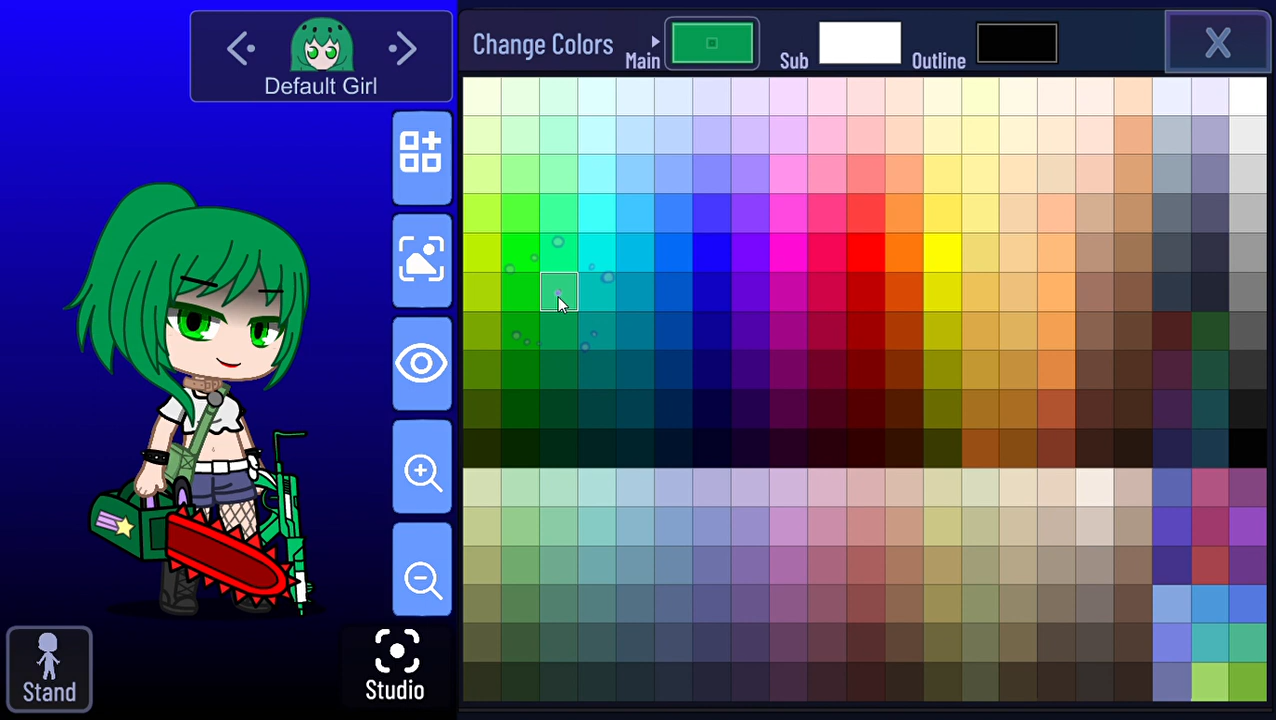 Default Girl
Change Colors
Main
Sub
Outline
Stand
Studio